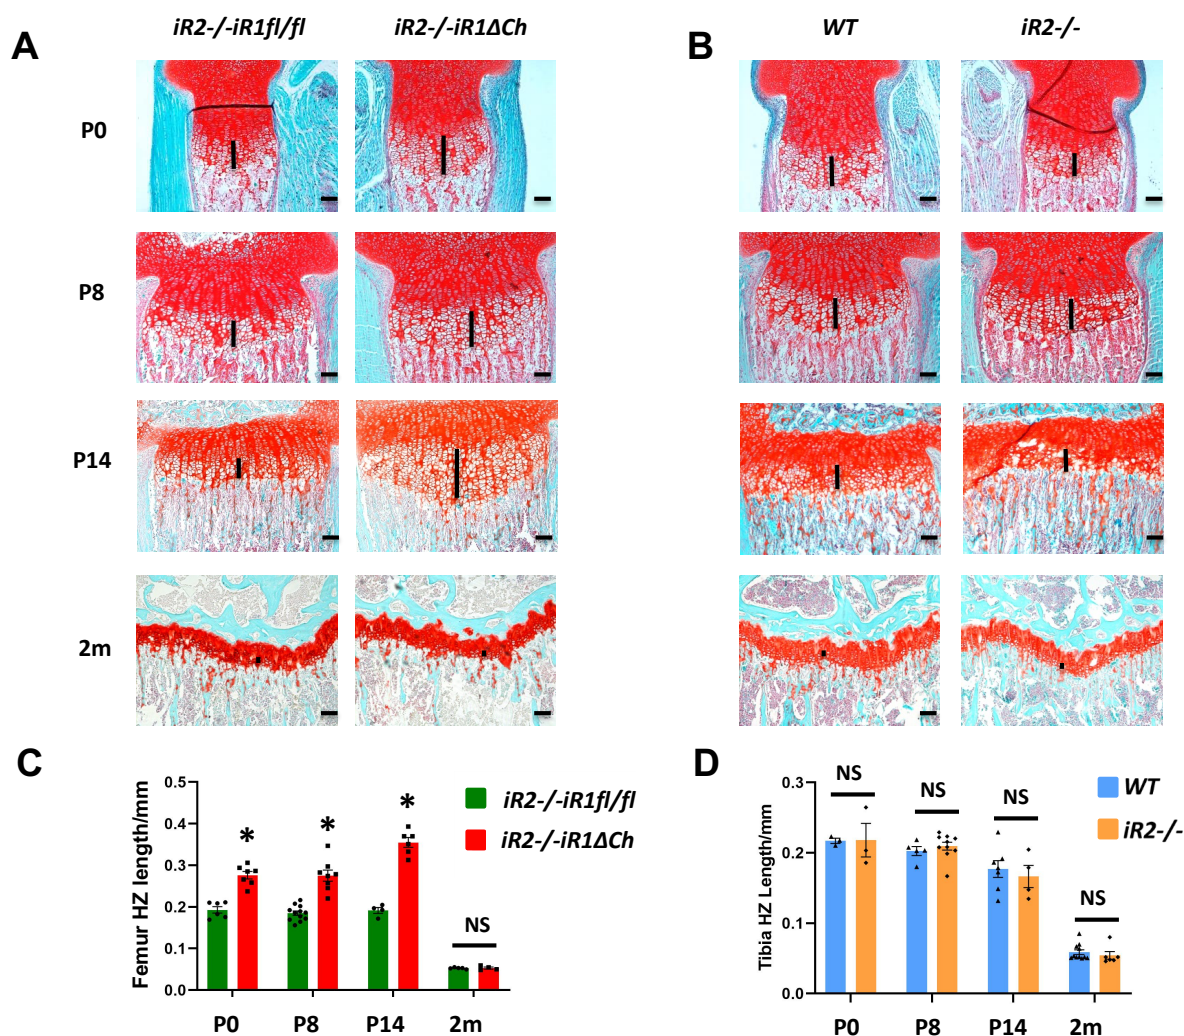 A
iR2-/-iR1fl/fl
iR2-/-iR1ΔCh
B
WT
iR2-/-
P0
P8
P14
2m
C
Femur HZ length/mm
0.5
0.4
0.3
0.2
0.1
0.0
*
*
*
NS
iR2-/-iR1fl/fl
iR2-/-iR1ΔCh
P0 P8 P14 2m
D
Tibia HZ Length/mm
0.3
0.2
0.1
0.0
NS
NS
NS
NS
WT
iR2-/-
P0 P8 P14 2m